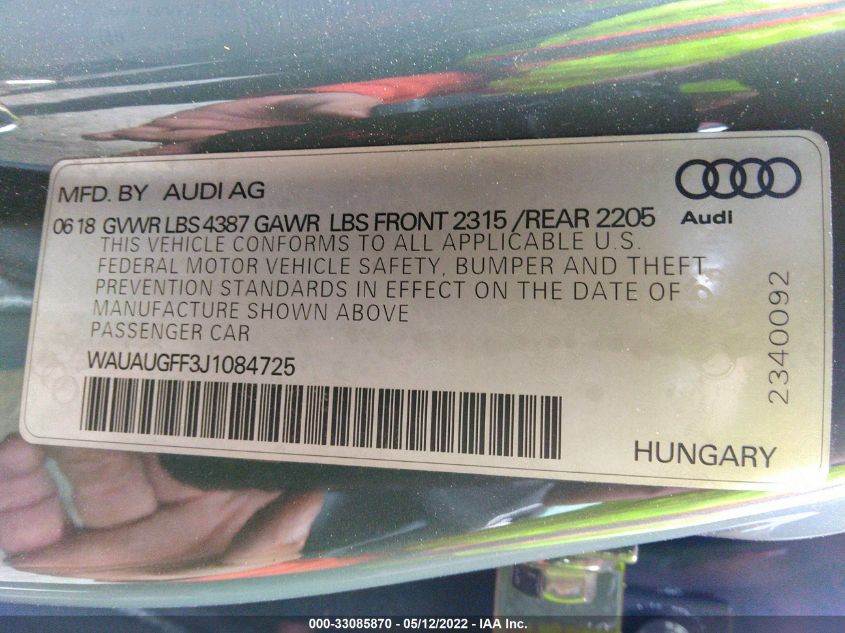 MFD. BY AUDI AG
Audi
06 18 GVWR LBS 4387 GAWR LBS FRONT 2315 /REAR 2205
THIS VEHICLE CONFORMS TO ALL APPLICABLE U.S.
FEDERAL MOTOR VEHICLE SAFETY, BUMPER AND THEFT
PREVENTION STANDARDS IN EFFECT ON THE DATE OF
MANUFACTURE SHOWN ABOVE
PASSENGER CAR
WAUAUGFF3J1084725
2340092
HUNGARY
000-33085870 - 05/12/2022 - IAA Inc.